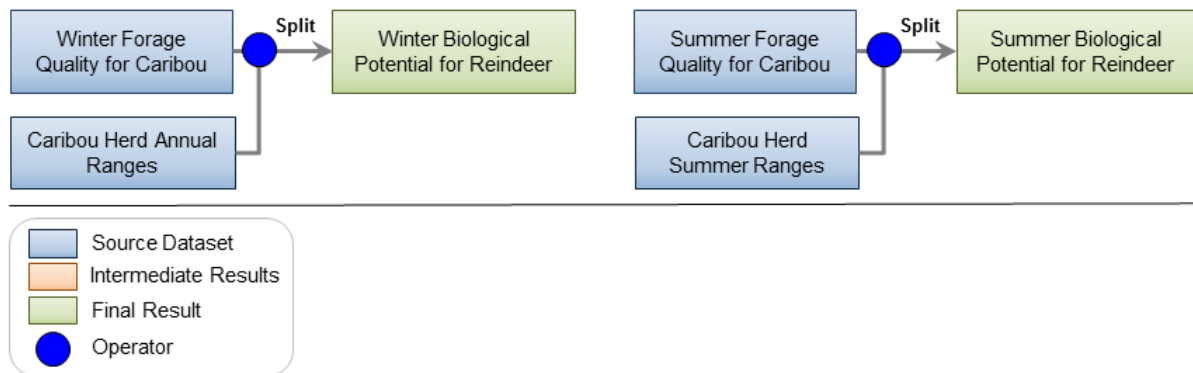 Winter Forage
Quality for Caribou
Split
Winter Biological
Potential for Reindeer
Caribou Herd Annual
Ranges
Summer Forage
Quality for Caribou
Split
Summer Biological
Potential for Reindeer
Caribou Herd
Summer Ranges
Source Dataset
Intermediate Results
Final Result
Operator